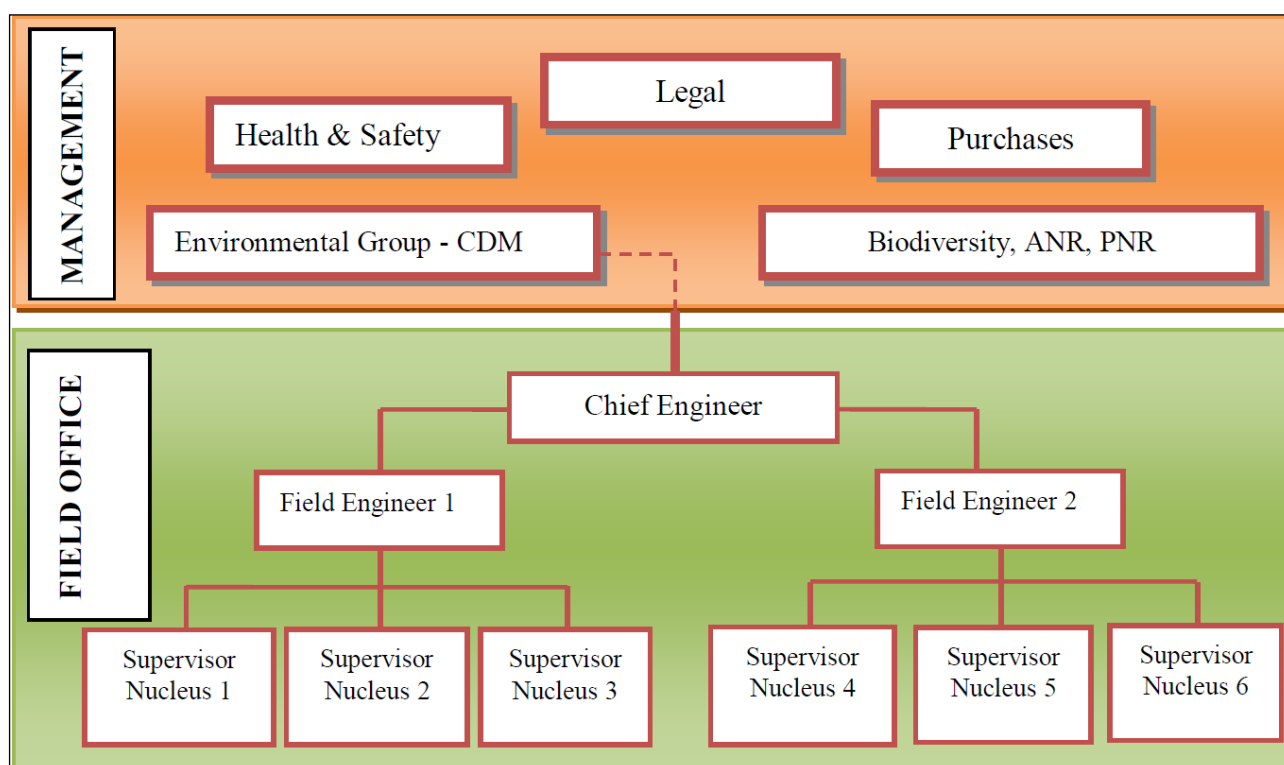 MANAGEMENT
Legal
Health & Safety
Purchases
Environmental Group - CDM
Biodiversity, ANR, PNR
FIELD OFFICE
Chief Engineer
Field Engineer 1
Field Engineer 2
Supervisor
Nucleus 1
Supervisor
Nucleus 2
Supervisor
Nucleus 3
Supervisor
Nucleus 4
Supervisor
Nucleus 5
Supervisor
Nucleus 6